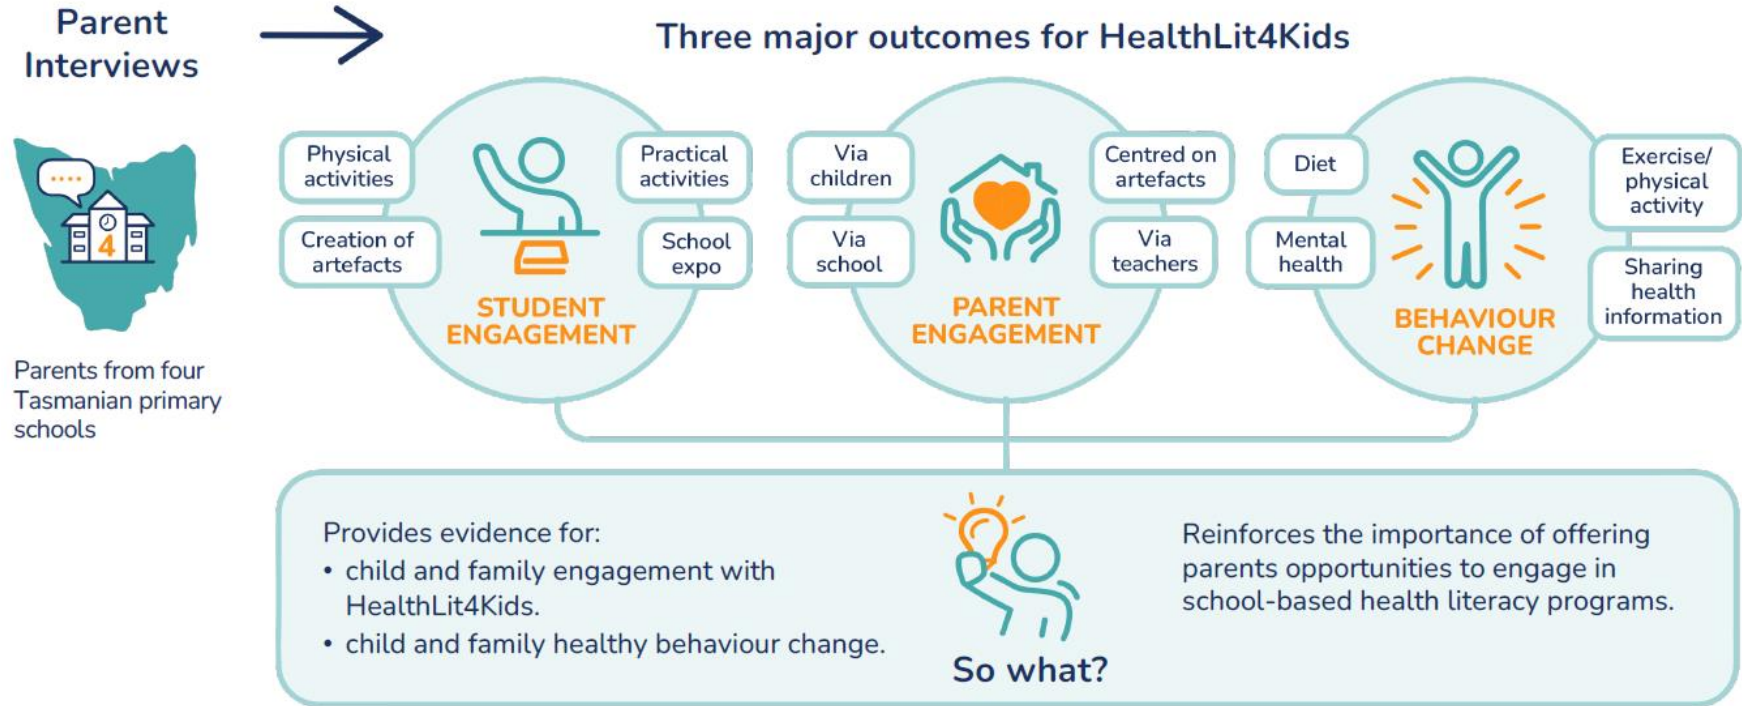 Parent
Interviews
Three major outcomes for HealthLit4Kids
4
Parents from four
Tasmanian primary
schools
Physical
activities
Creation of
artefacts
Practical
activities
School
expo
STUDENT
ENGAGEMENT
Via
children
Via
school
Centred on
artefacts
Via
teachers
PARENT
ENGAGEMENT
Diet
Mental
health
Exercise/
physical
activity
Sharing
health
information
BEHAVIOUR
CHANGE
Provides evidence for:
• child and family engagement with
HealthLit4Kids.
• child and family healthy behaviour change.
So what?
Reinforces the importance of offering
parents opportunities to engage in
school-based health literacy programs.